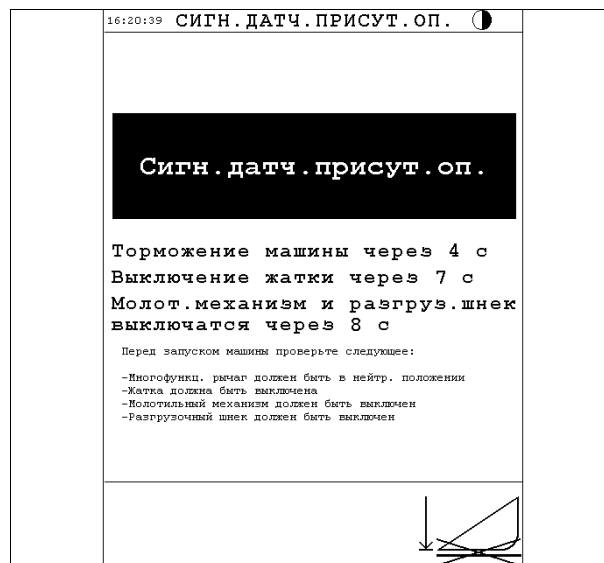 16:20:39 СИГН.ДАТЧ.ПРИСУТ.ОП.
Сигн.датч.присут.оп.
Торможение машины через 4 с
Выключение жатки через 7 с
Молот.механизм и разгруз.шнек
выключатся через 8 с
Перед запуском машины проверьте следующее:
-Многофункц. рычаг должен быть в нейтр. положении
-Жатка должна быть выключена
-Молотильный механизм должен быть выключен
-Разгрузочный шнек должен быть выключен